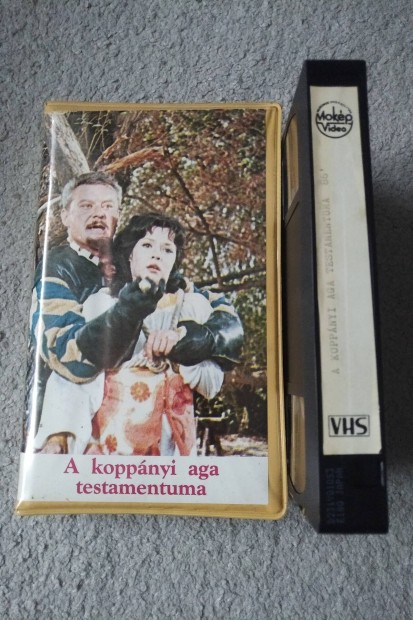 A koppányi aga
testamentuma
Mokép
Video
A KOPPÁNYI AGA TESTAMENTUMA
VHS